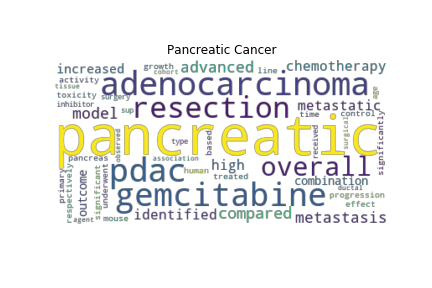 Pancreatic Cancer
increased
growth
cohort
advanced
line
chemotherapy
activity
tissue
adenocarcinoma
age
toxicity
surgery
inhibitor
sup
model
resection
metastatic
time
control
pancreatic
significantly
surgical
received
type
based
observed
pancreas
association
pdac
human
high
treated
overall
primary
respectively
outcome
significant
underwent
gemcitabine
combination
ductal
progression
effect
agent
mouse
identified
compared
metastasis